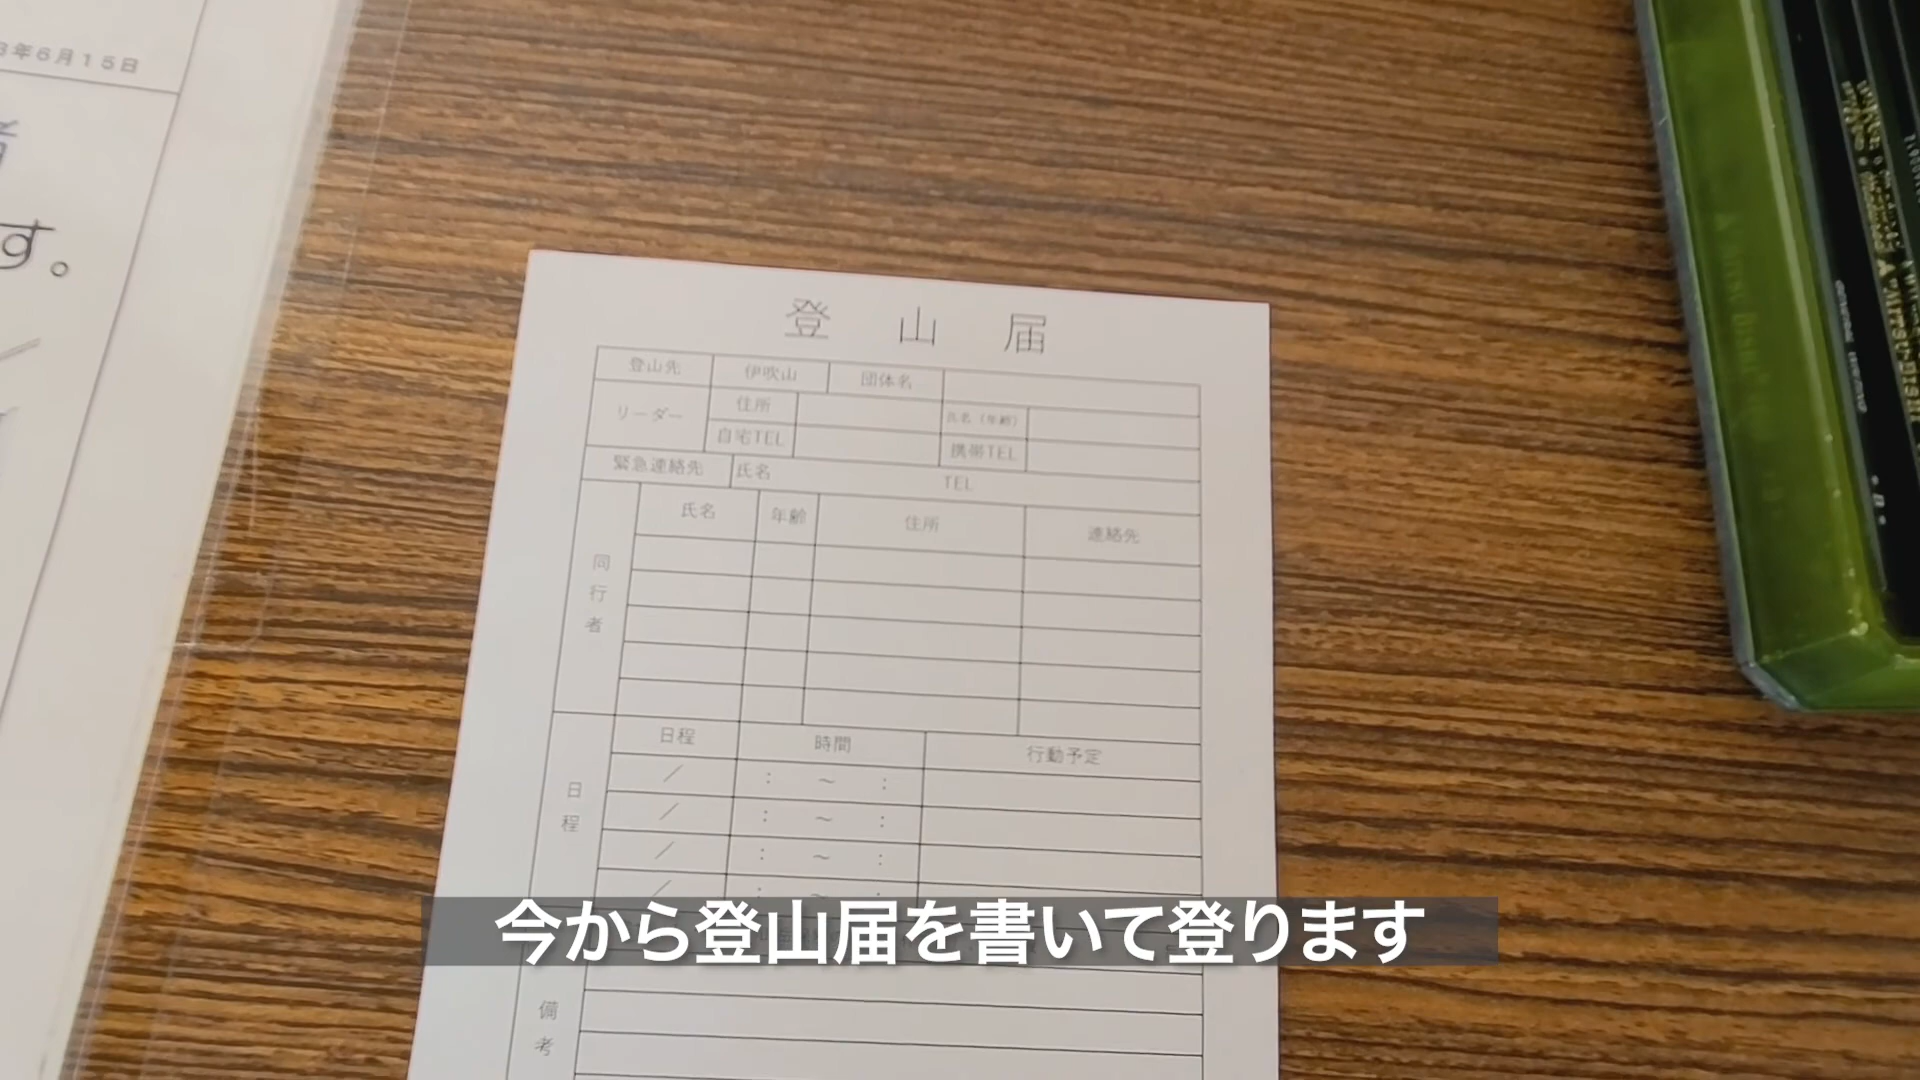 年6月15日
す。
登山届
登山先 伊吹山 団体名
リーダー 住所 氏名（年齢）
自宅TEL 携帯TEL
緊急連絡先 氏名 TEL
同行者 氏名 年齢 住所 連絡先
日程 日程 時間 行動予定
／ ： ～ ：
／ ： ～ ：
／ ： ～ ：
／ ： ～ ：
今から登山届を書いて登ります
備考